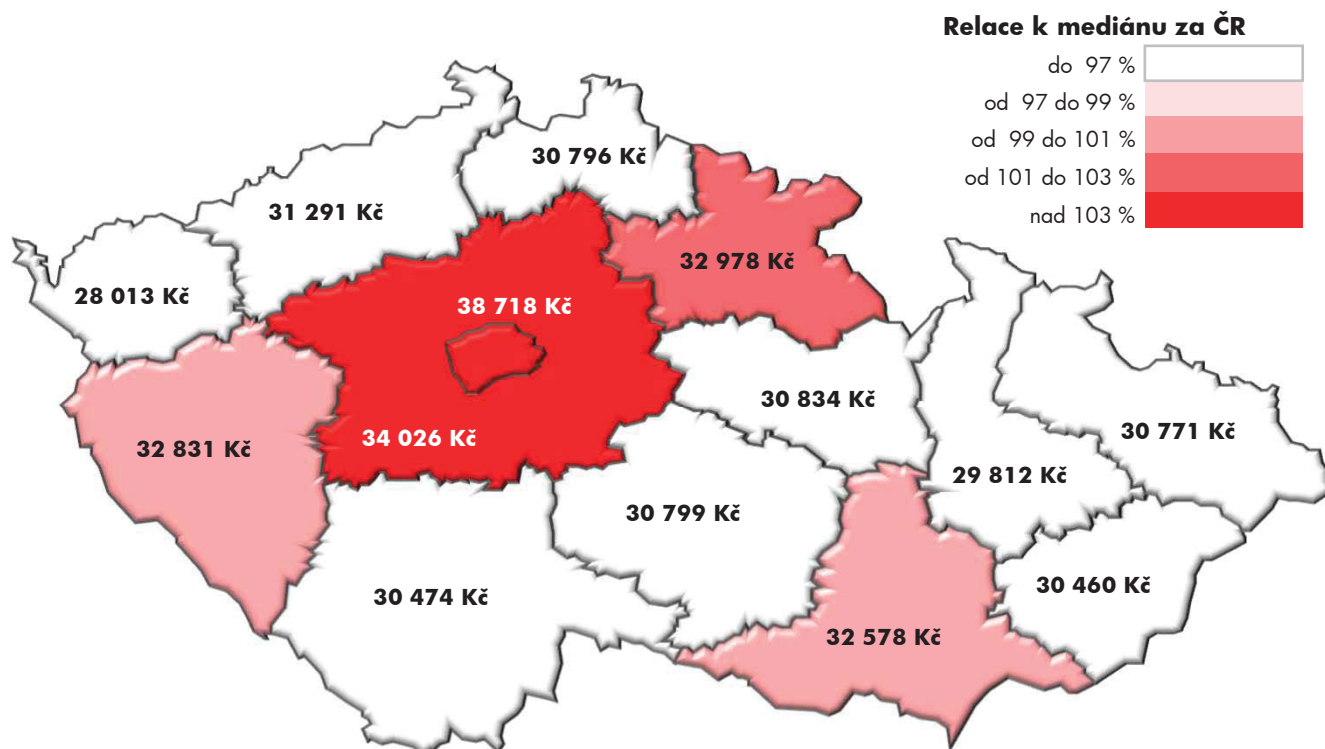 Relace k mediánu za ČR
do 97 %
od 97 do 99 %
od 99 do 101 %
od 101 do 103 %
nad 103 %
30 796 Kč
31 291 Kč
32 978 Kč
28 013 Kč
38 718 Kč
30 834 Kč
34 026 Kč
32 831 Kč
30 771 Kč
29 812 Kč
30 799 Kč
30 474 Kč
30 460 Kč
32 578 Kč